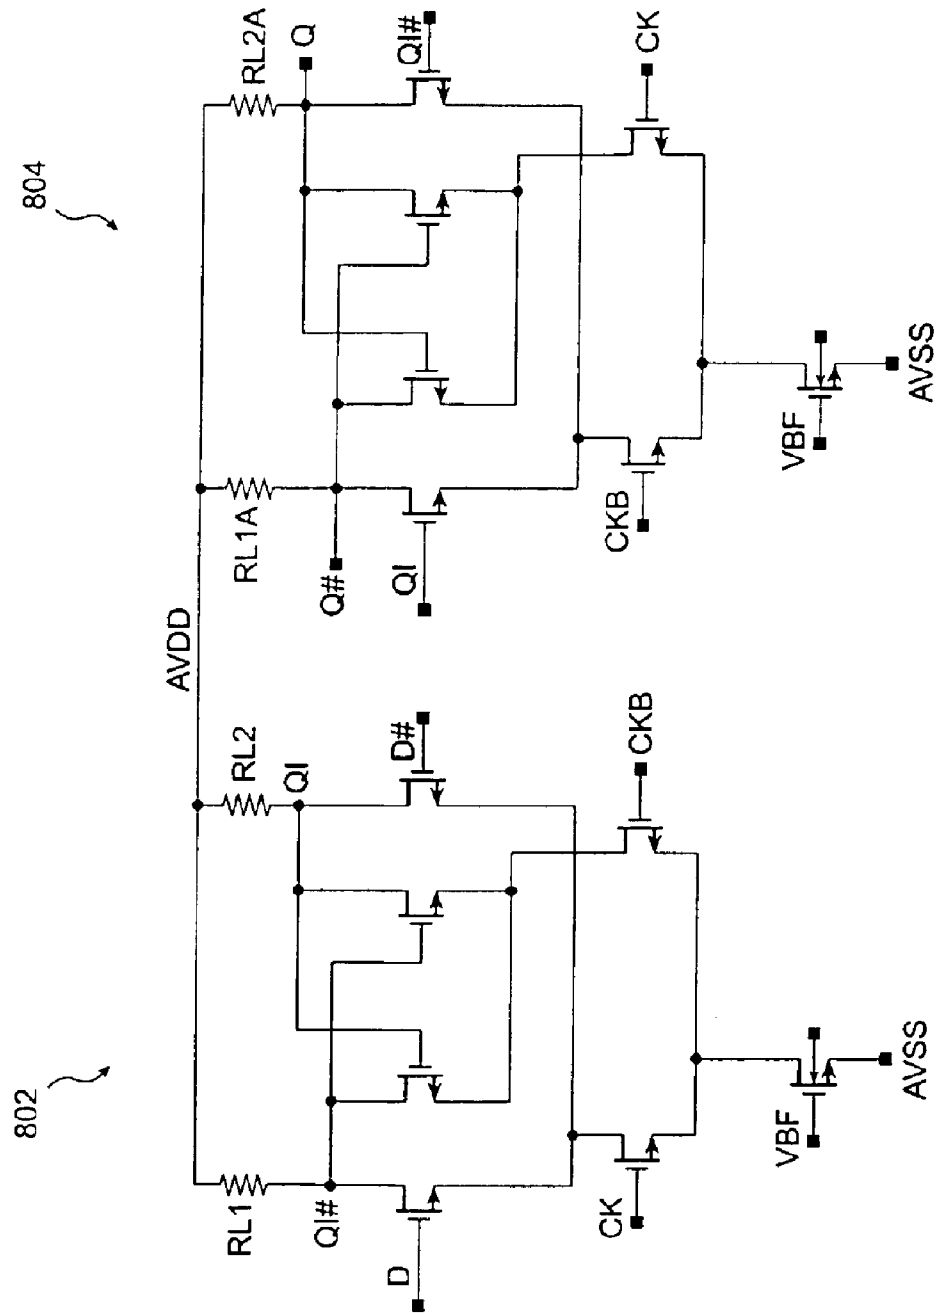 802
804
AVDD
RL1
RL2
RL1A
RL2A
QI#
QI
Q#
Q
D
D#
QI
QI#
CK
CKB
CKB
CK
VBF
VBF
AVSS
AVSS